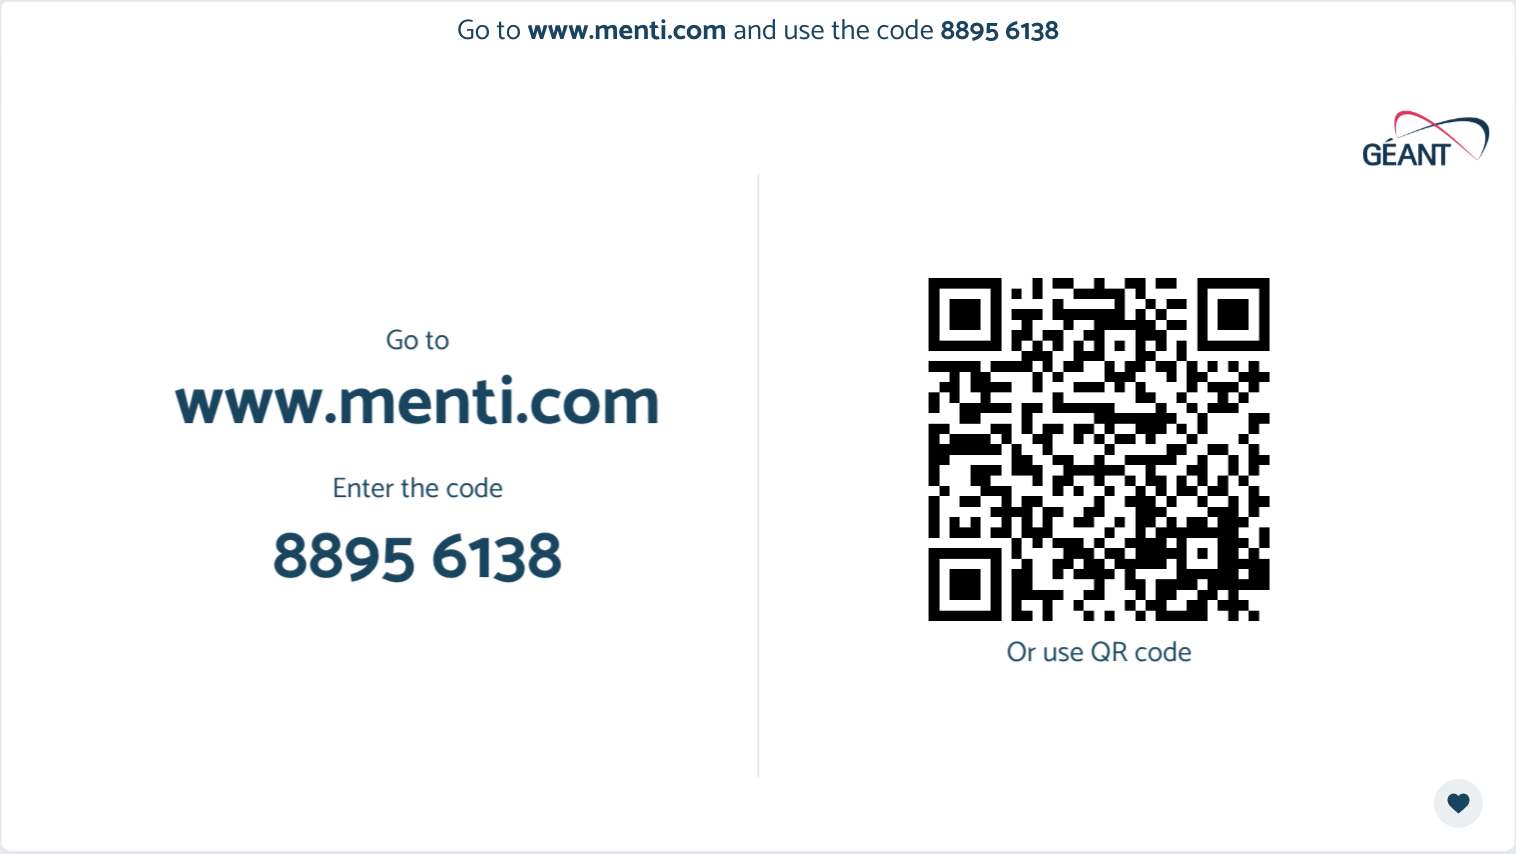 Go to www.menti.com and use the code 8895 6138
GÉANT
Go to
www.menti.com
Enter the code
8895 6138
Or use QR code